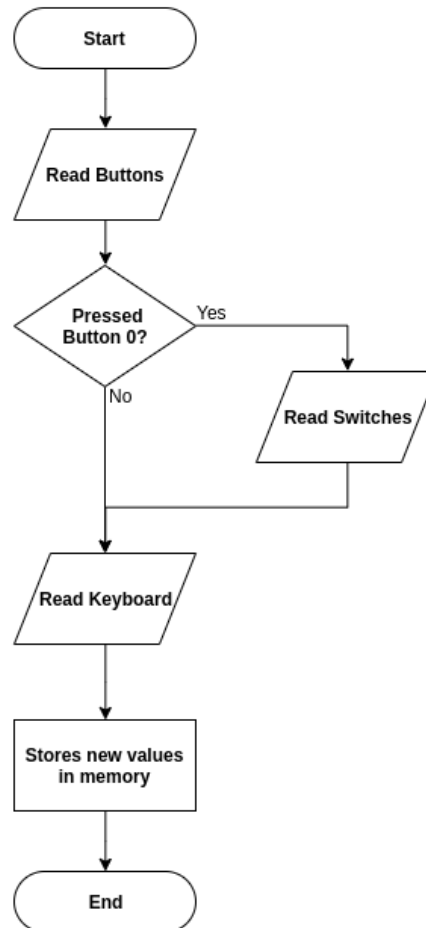 Start
Read Buttons
Pressed
Button 0?
Yes
No
Read Switches
Read Keyboard
Stores new values
in memory
End